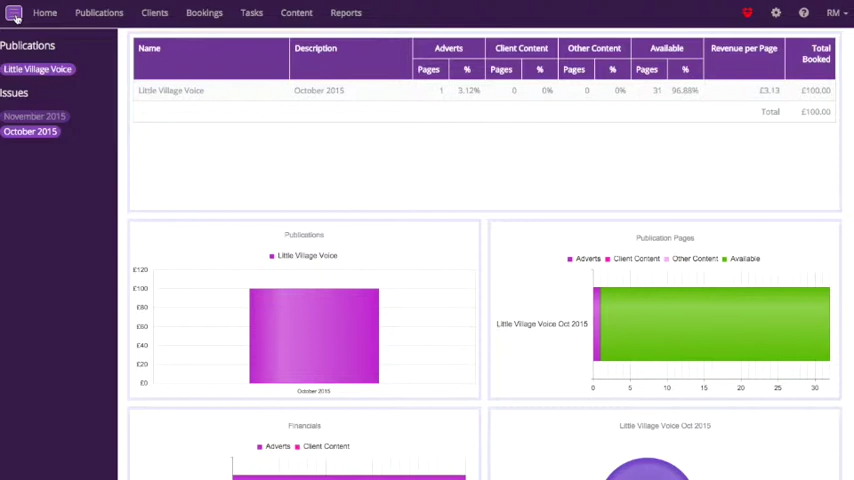 Home Publications Clients Bookings Tasks Content Reports RM
Publications
Little Village Voice
Issues
November 2015
October 2015
Name Description Adverts Client Content Other Content Available Revenue per Page Total Booked
Pages % Pages % Pages % Pages %
Little Village Voice October 2015 1 3.12% 0 0% 0 0% 31 96.88% £3.13 £100.00
Total £100.00
Publications
Little Village Voice
£120
£100
£80
£60
£40
£20
£0
October 2015
Publication Pages
Adverts Client Content Other Content Available
Little Village Voice Oct 2015
0 5 10 15 20 25 30
Financials
Adverts Client Content
Little Village Voice Oct 2015